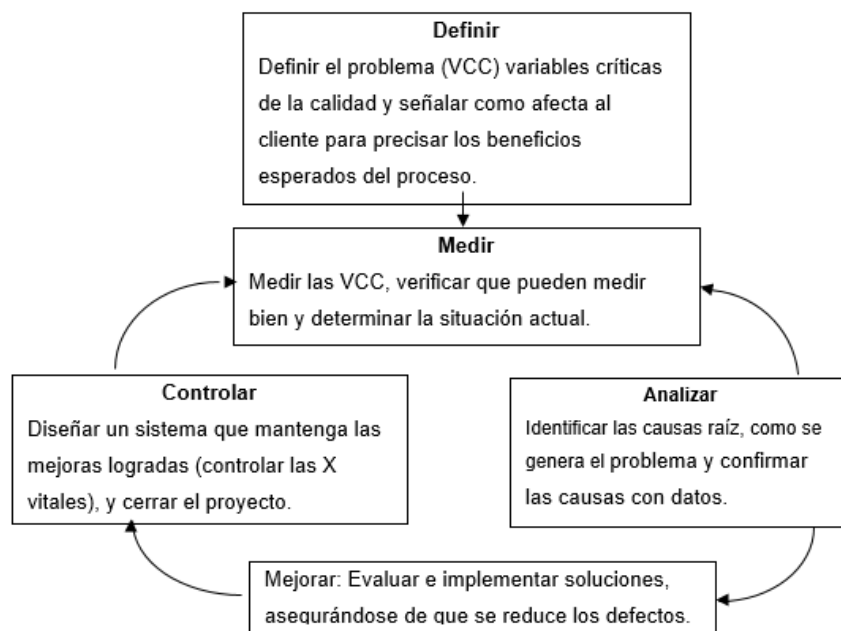 Definir
Definir el problema (VCC) variables críticas
de la calidad y señalar como afecta al
cliente para precisar los beneficios
esperados del proceso.
Medir
Medir las VCC, verificar que pueden medir
bien y determinar la situación actual.
Controlar
Diseñar un sistema que mantenga las
mejoras logradas (controlar las X
vitales), y cerrar el proyecto.
Analizar
Identificar las causas raíz, como se
genera el problema y confirmar
las causas con datos.
Mejorar: Evaluar e implementar soluciones,
asegurándose de que se reduce los defectos.